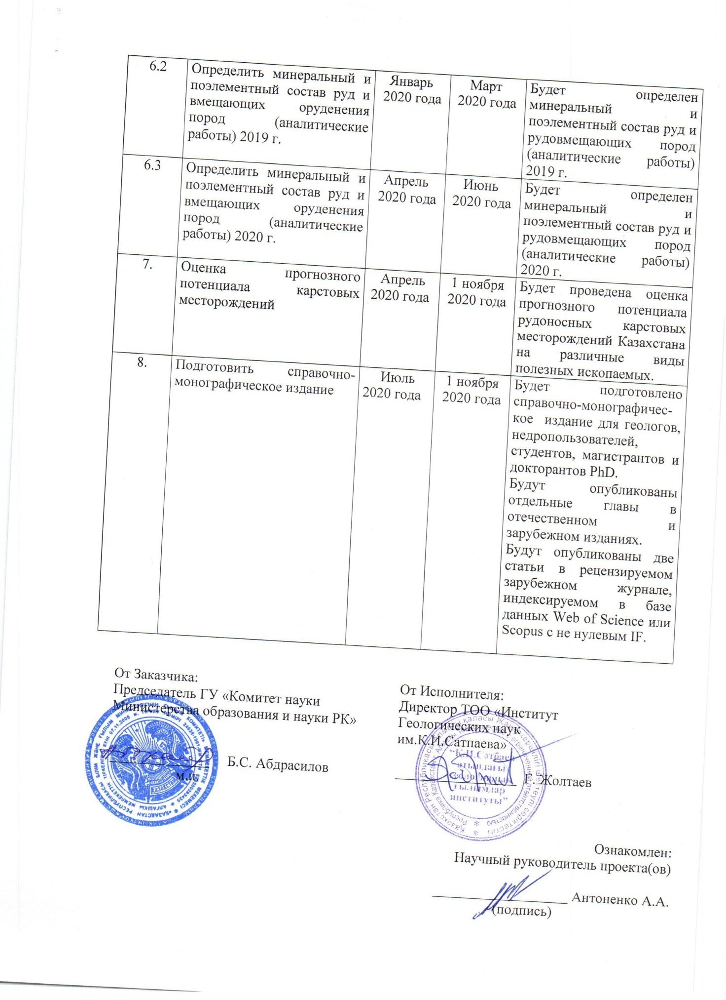 6.2
Определить минеральный и
поэлементный состав руд и
вмещающих оруденения
пород (аналитические
работы) 2019 г.
Январь
2020 года
Март
2020 года
Будет определен
минеральный и
поэлементный состав руд и
рудовмещающих пород
(аналитические работы)
2019 г.
6.3
Определить минеральный и
поэлементный состав руд и
вмещающих оруденения
пород (аналитические
работы) 2020 г.
Апрель
2020 года
Июнь
2020 года
Будет определен
минеральный и
поэлементный состав руд и
рудовмещающих пород
(аналитические работы)
2020 г.
7.
Оценка прогнозного
потенциала карстовых
месторождений
Апрель
2020 года
1 ноября
2020 года
Будет проведена оценка
прогнозного потенциала
рудоносных карстовых
месторождений Казахстана
на различные виды
полезных ископаемых.
8.
Подготовить справочно-
монографическое издание
Июль
2020 года
1 ноября
2020 года
Будет подготовлено
справочно-монографичес-
кое издание для геологов,
недропользователей,
студентов, магистрантов и
докторантов PhD.
Будут опубликованы
отдельные главы в
отечественном и
зарубежном изданиях.
Будут опубликованы две
статьи в рецензируемом
зарубежном журнале,
индексируемом в базе
данных Web of Science или
Scopus с не нулевым IF.
От Заказчика:
Председатель ГУ «Комитет науки
Министерства образования и науки РК»
Б.С. Абдрасилов
м.п.
От Исполнителя:
Директор ТОО «Институт
Геологических наук
им.К.И.Сатпаева»
Жолтаев
"К.И.Сәтбаев
атындағы
ғылымдар
институты"
ҚАЗАҚСТАН
Ознакомлен:
Научный руководитель проекта(ов)
Антоненко А.А.
(подпись)